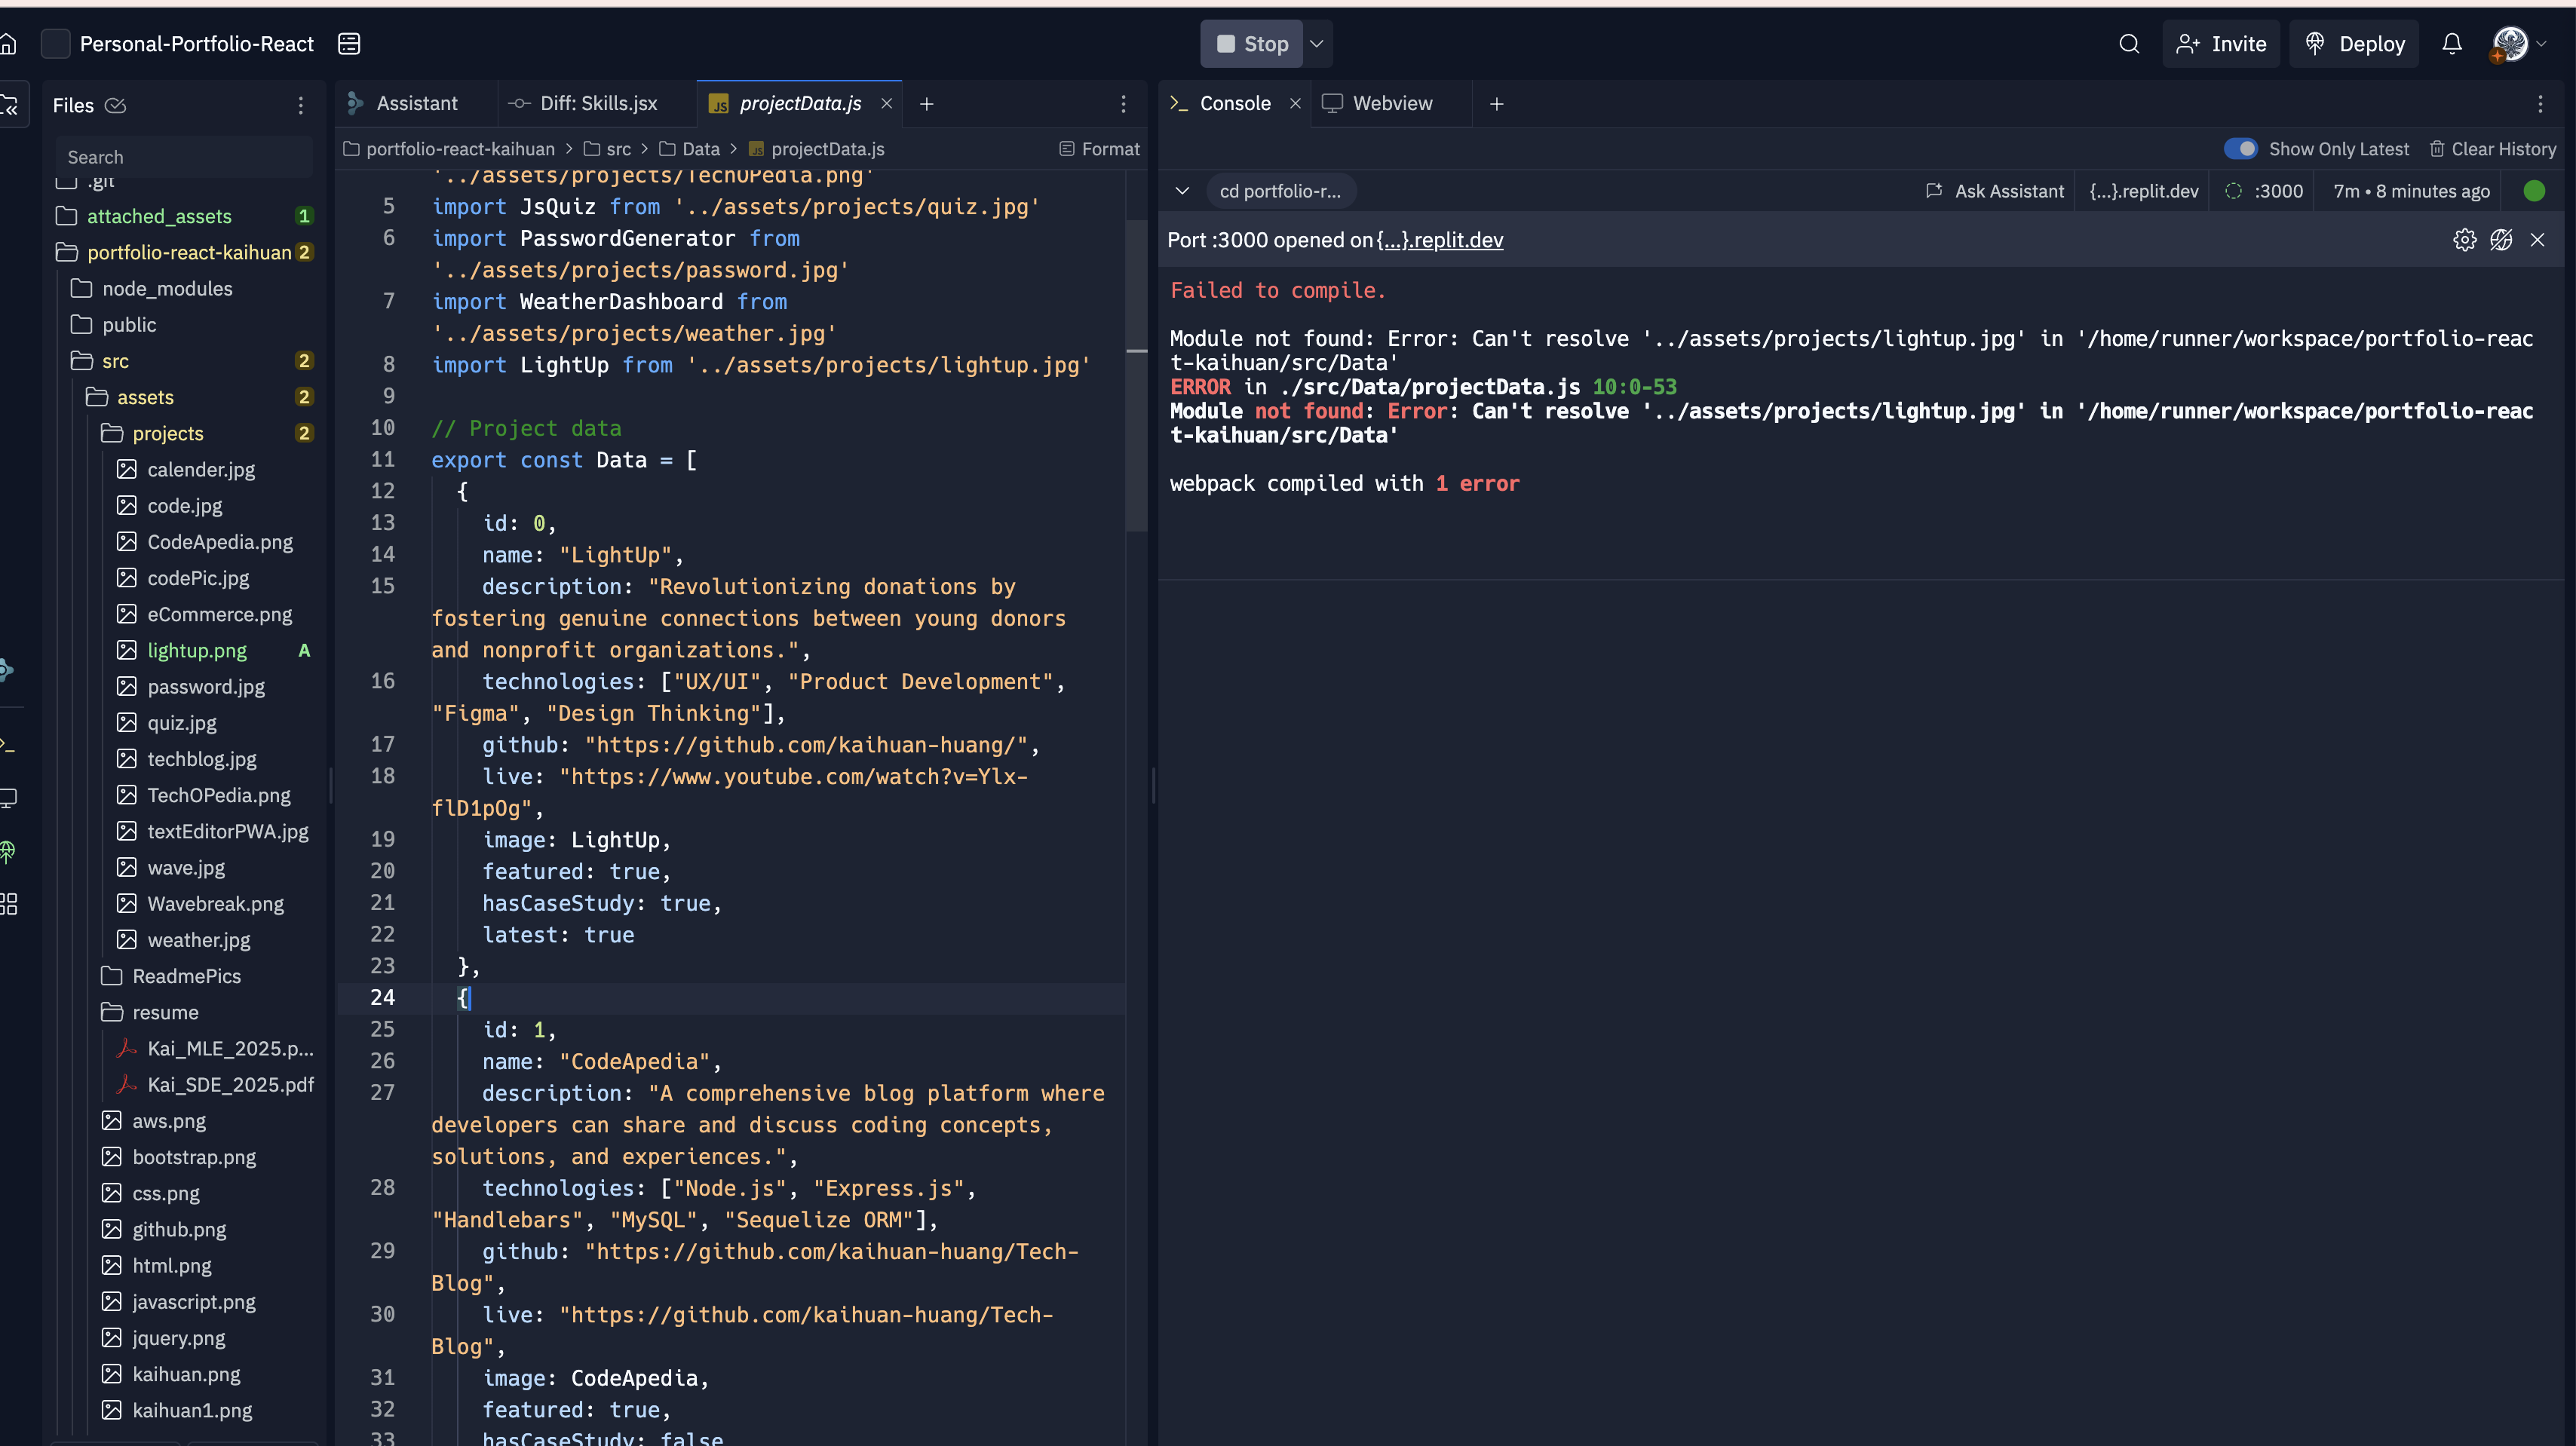 Personal-Portfolio-React
Stop
Invite
Deploy
Files
Search
.git
attached_assets 1
portfolio-react-kaihuan 2
node_modules
public
src 2
assets 2
projects 2
calender.jpg
code.jpg
CodeApedia.png
codePic.jpg
eCommerce.png
lightup.png A
password.jpg
quiz.jpg
techblog.jpg
TechOPedia.png
textEditorPWA.jpg
wave.jpg
Wavebreak.png
weather.jpg
ReadmePics
resume
Kai_MLE_2025.p...
Kai_SDE_2025.pdf
aws.png
bootstrap.png
css.png
github.png
html.png
javascript.png
jquery.png
kaihuan.png
kaihuan1.png
Assistant
Diff: Skills.jsx
JS projectData.js
portfolio-react-kaihuan > src > Data > JS projectData.js
Format
'../assets/projects/TechOPedia.png'
5 import JsQuiz from '../assets/projects/quiz.jpg'
6 import PasswordGenerator from
'../assets/projects/password.jpg'
7 import WeatherDashboard from
'../assets/projects/weather.jpg'
8 import LightUp from '../assets/projects/lightup.jpg'
9
10 // Project data
11 export const Data = [
12 {
13 id: 0,
14 name: "LightUp",
15 description: "Revolutionizing donations by
fostering genuine connections between young donors
and nonprofit organizations.",
16 technologies: ["UX/UI", "Product Development",
"Figma", "Design Thinking"],
17 github: "https://github.com/kaihuan-huang/",
18 live: "https://www.youtube.com/watch?v=Ylx-
flD1pOg",
19 image: LightUp,
20 featured: true,
21 hasCaseStudy: true,
22 latest: true
23 },
24 {
25 id: 1,
26 name: "CodeApedia",
27 description: "A comprehensive blog platform where
developers can share and discuss coding concepts,
solutions, and experiences.",
28 technologies: ["Node.js", "Express.js",
"Handlebars", "MySQL", "Sequelize ORM"],
29 github: "https://github.com/kaihuan-huang/Tech-
Blog",
30 live: "https://github.com/kaihuan-huang/Tech-
Blog",
31 image: CodeApedia,
32 featured: true,
33 hasCaseStudy: false
Console
Webview
Show Only Latest
Clear History
cd portfolio-r...
Ask Assistant
{...}.replit.dev
:3000
7m • 8 minutes ago
Port :3000 opened on {...}.replit.dev
Failed to compile.
Module not found: Error: Can't resolve '../assets/projects/lightup.jpg' in '/home/runner/workspace/portfolio-reac
t-kaihuan/src/Data'
ERROR in ./src/Data/projectData.js 10:0-53
Module not found: Error: Can't resolve '../assets/projects/lightup.jpg' in '/home/runner/workspace/portfolio-reac
t-kaihuan/src/Data'
webpack compiled with 1 error